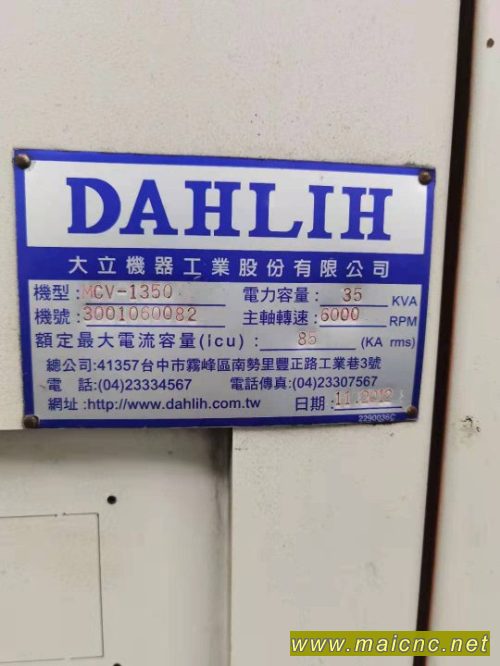 DAHLIH
大立機器工業股份有限公司
機型:MCV-1350 電力容量: 35 KVA
機號:3001060082 主軸轉速:6000 RPM
額定最大電流容量(icu): 85 (KA rms)
總公司:41357台中市霧峰區南勢里豐正路工業巷3號
電 話:(04)23334567 電話傳真:(04)23307567
網址:http://www.dahlih.com.tw 日期:11.2012
2290036C
www.maicnc.net